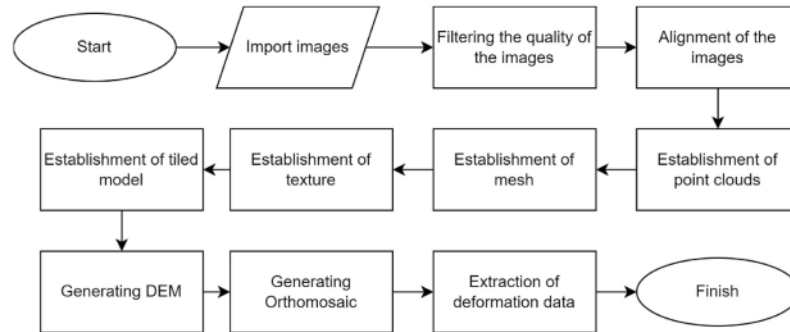 Start
Import images
Filtering the quality of
the images
Alignment of the
images
Establishment of
point clouds
Establishment of
mesh
Establishment of
texture
Establishment of tiled
model
Generating DEM
Generating
Orthomosaic
Extraction of
deformation data
Finish